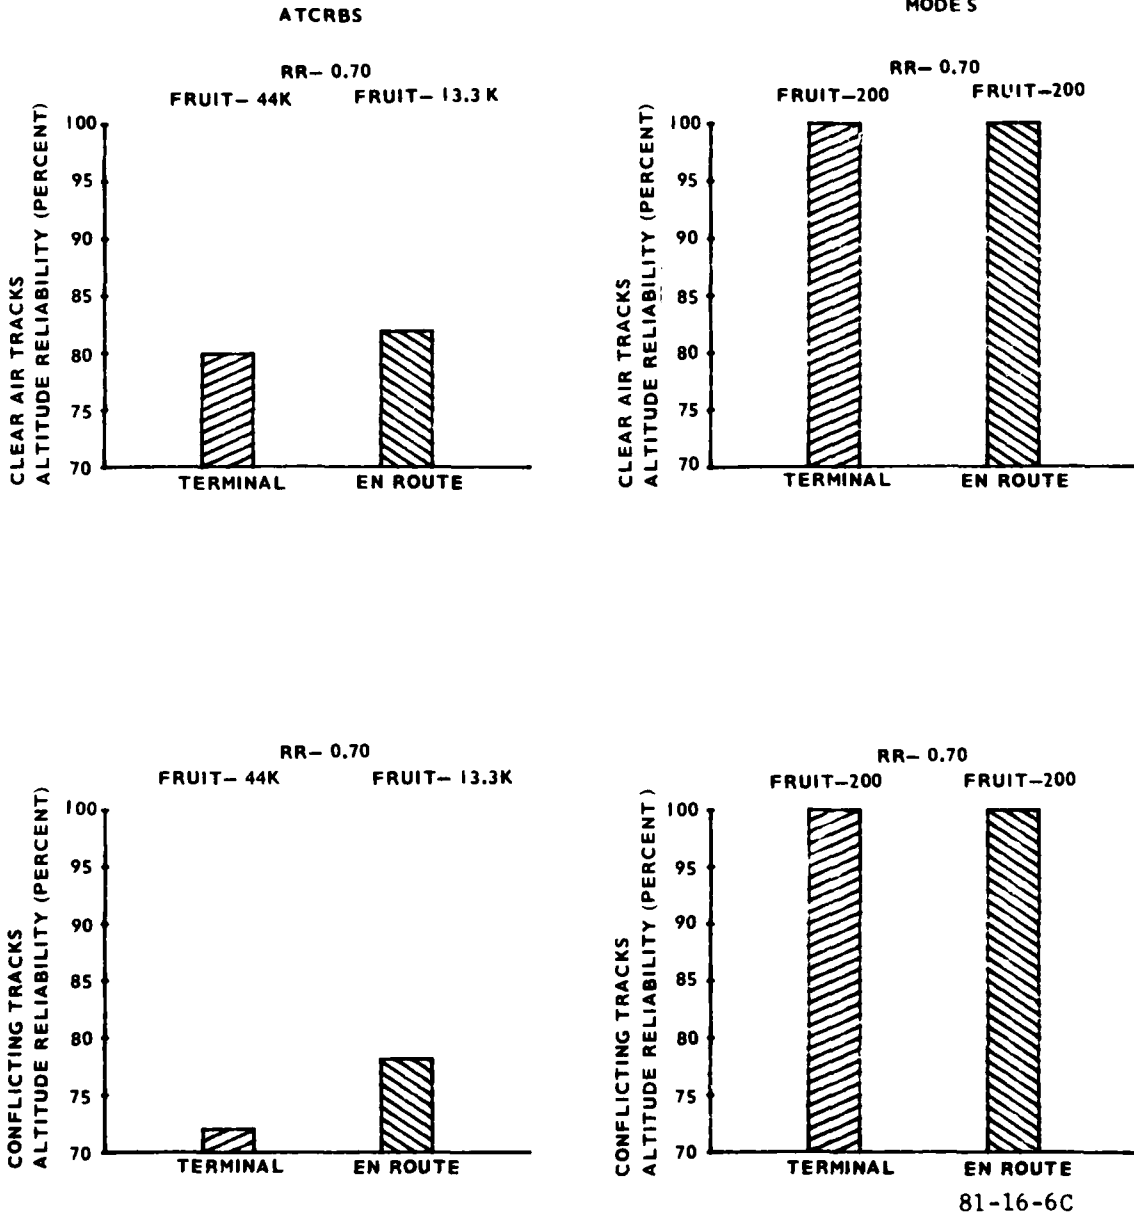 ATCRBS
RR- 0.70
FRUIT- 44K FRUIT- 13.3 K
CLEAR AIR TRACKS
ALTITUDE RELIABILITY (PERCENT)
100
95
90
85
80
75
70
TERMINAL EN ROUTE
MODE S
RR- 0.70
FRUIT-200 FRUIT-200
CLEAR AIR TRACKS
ALTITUDE RELIABILITY (PERCENT)
100
95
90
85
80
75
70
TERMINAL EN ROUTE
RR- 0.70
FRUIT- 44K FRUIT- 13.3K
CONFLICTING TRACKS
ALTITUDE RELIABILITY (PERCENT)
100
95
90
85
80
75
70
TERMINAL EN ROUTE
RR- 0.70
FRUIT-200 FRUIT-200
CONFLICTING TRACKS
ALTITUDE RELIABILITY (PERCENT)
100
95
90
85
80
75
70
TERMINAL EN ROUTE
81-16-6C